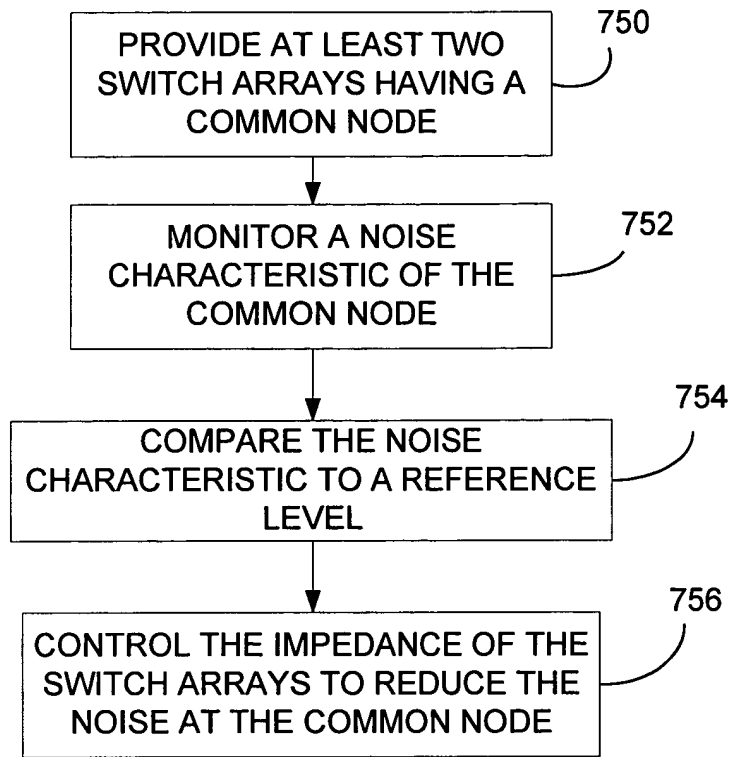 PROVIDE AT LEAST TWO
SWITCH ARRAYS HAVING A
COMMON NODE
750
MONITOR A NOISE
CHARACTERISTIC OF THE
COMMON NODE
752
COMPARE THE NOISE
CHARACTERISTIC TO A REFERENCE
LEVEL
754
CONTROL THE IMPEDANCE OF THE
SWITCH ARRAYS TO REDUCE THE
NOISE AT THE COMMON NODE
756